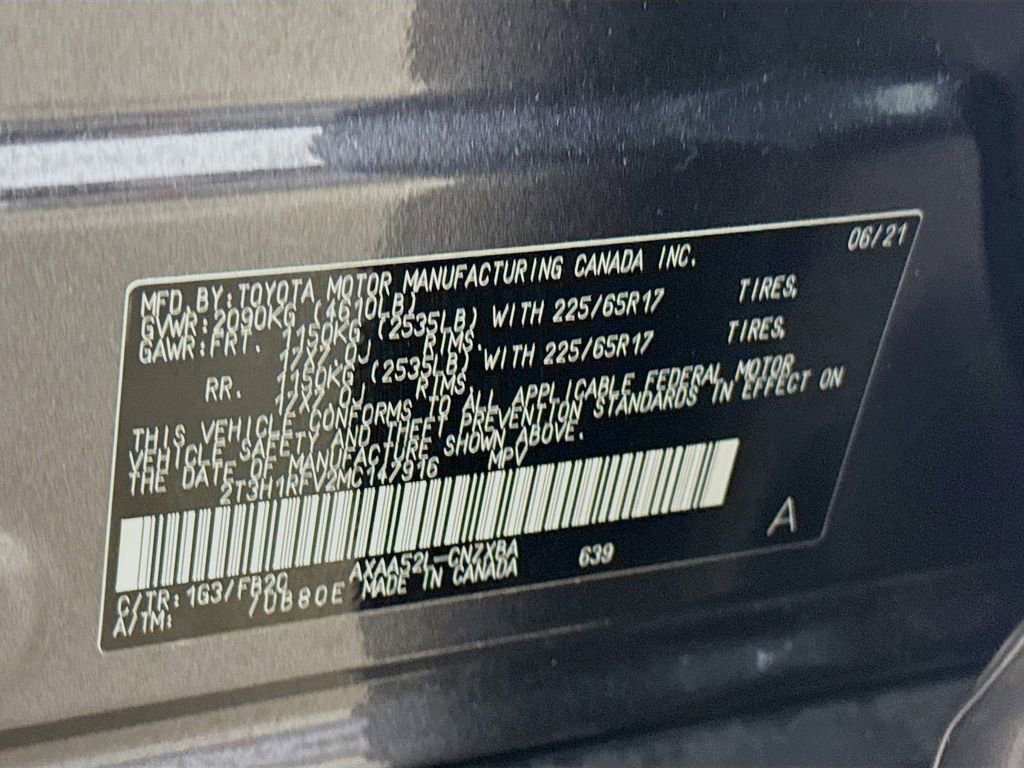 06/21
MFD.BY:TOYOTA MOTOR MANUFACTURING CANADA INC.
GVWR:2090KG (4610LB)
GAWR:FRT. 1150KG (2535LB) WITH 225/65R17 TIRES,
17X7.0J RIMS.
RR. 1150KG (2535LB) WITH 225/65R17 TIRES,
17X7.0J RIMS.
THIS VEHICLE CONFORMS TO ALL APPLICABLE FEDERAL MOTOR
VEHICLE SAFETY AND THEFT PREVENTION STANDARDS IN EFFECT ON
THE DATE OF MANUFACTURE SHOWN ABOVE.
2T3H1RFV2MC147916 MPV
A
AXAA52L-CNZXBA 639
C/TR:1G3/FB20 MADE IN CANADA
A/TM: /UB80E